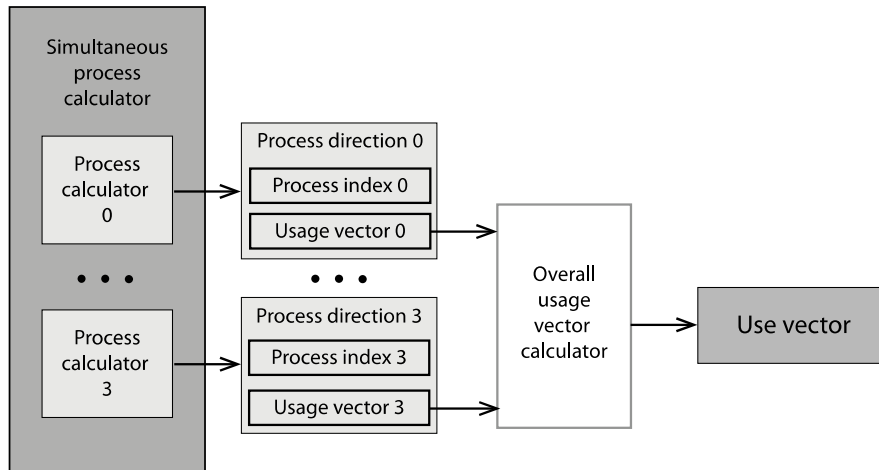 Simultaneous
process
calculator
Process
calculator
0
Process direction 0
Process index 0
Usage vector 0
Process
calculator
3
Process direction 3
Process index 3
Usage vector 3
Overall
usage
vector
calculator
Use vector